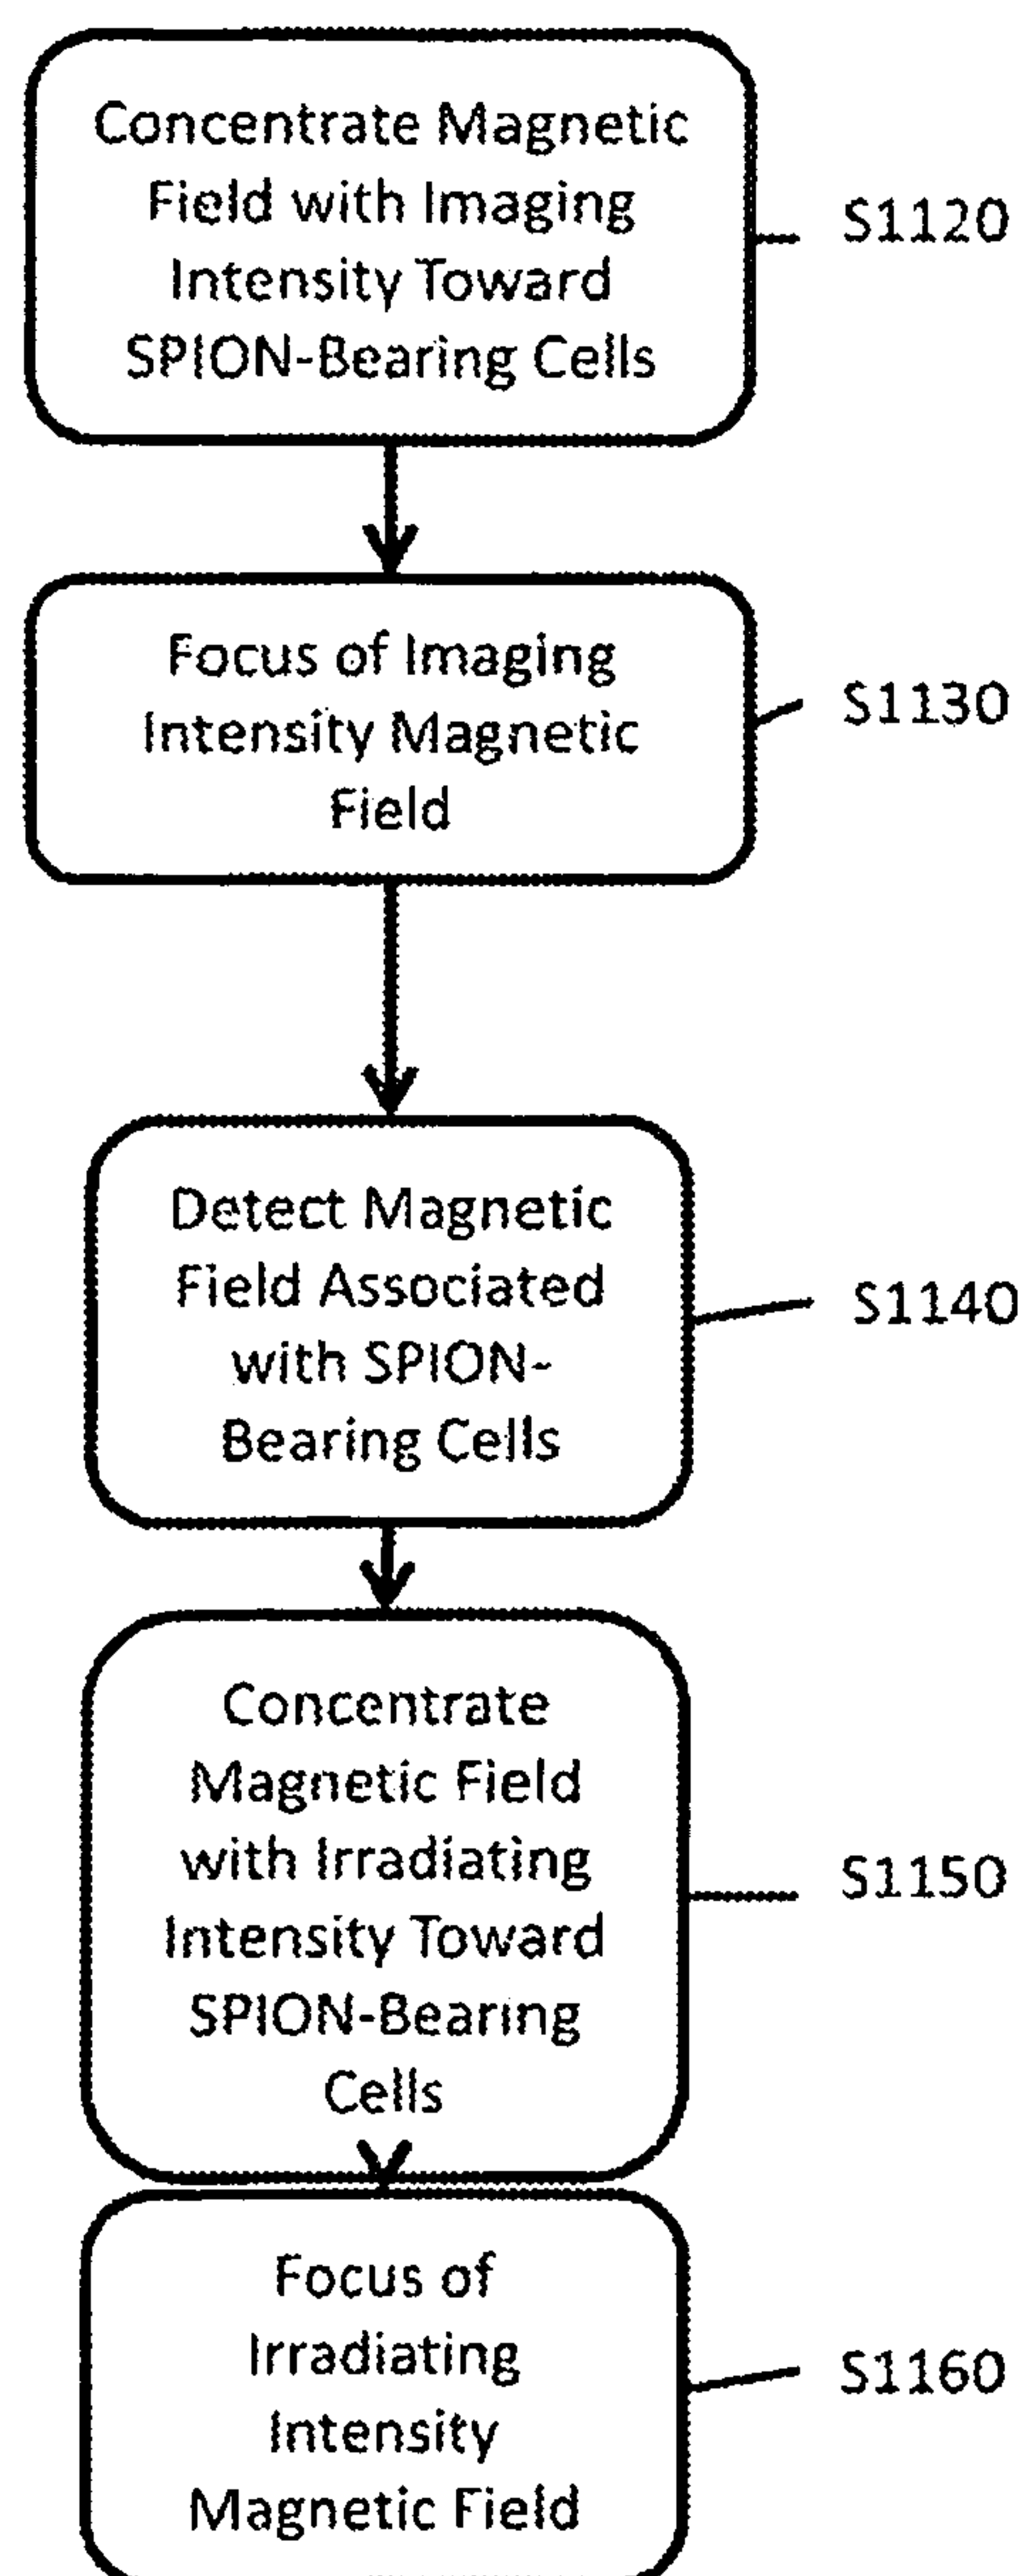 Concentrate Magnetic
Field with Imaging
Intensity Toward
SPION-Bearing Cells
S1120
Focus of Imaging
Intensity Magnetic
Field
S1130
Detect Magnetic
Field Associated
with SPION-
Bearing Cells
S1140
Concentrate
Magnetic Field
with Irradiating
Intensity Toward
SPION-Bearing
Cells
S1150
Focus of
Irradiating
Intensity
Magnetic Field
S1160